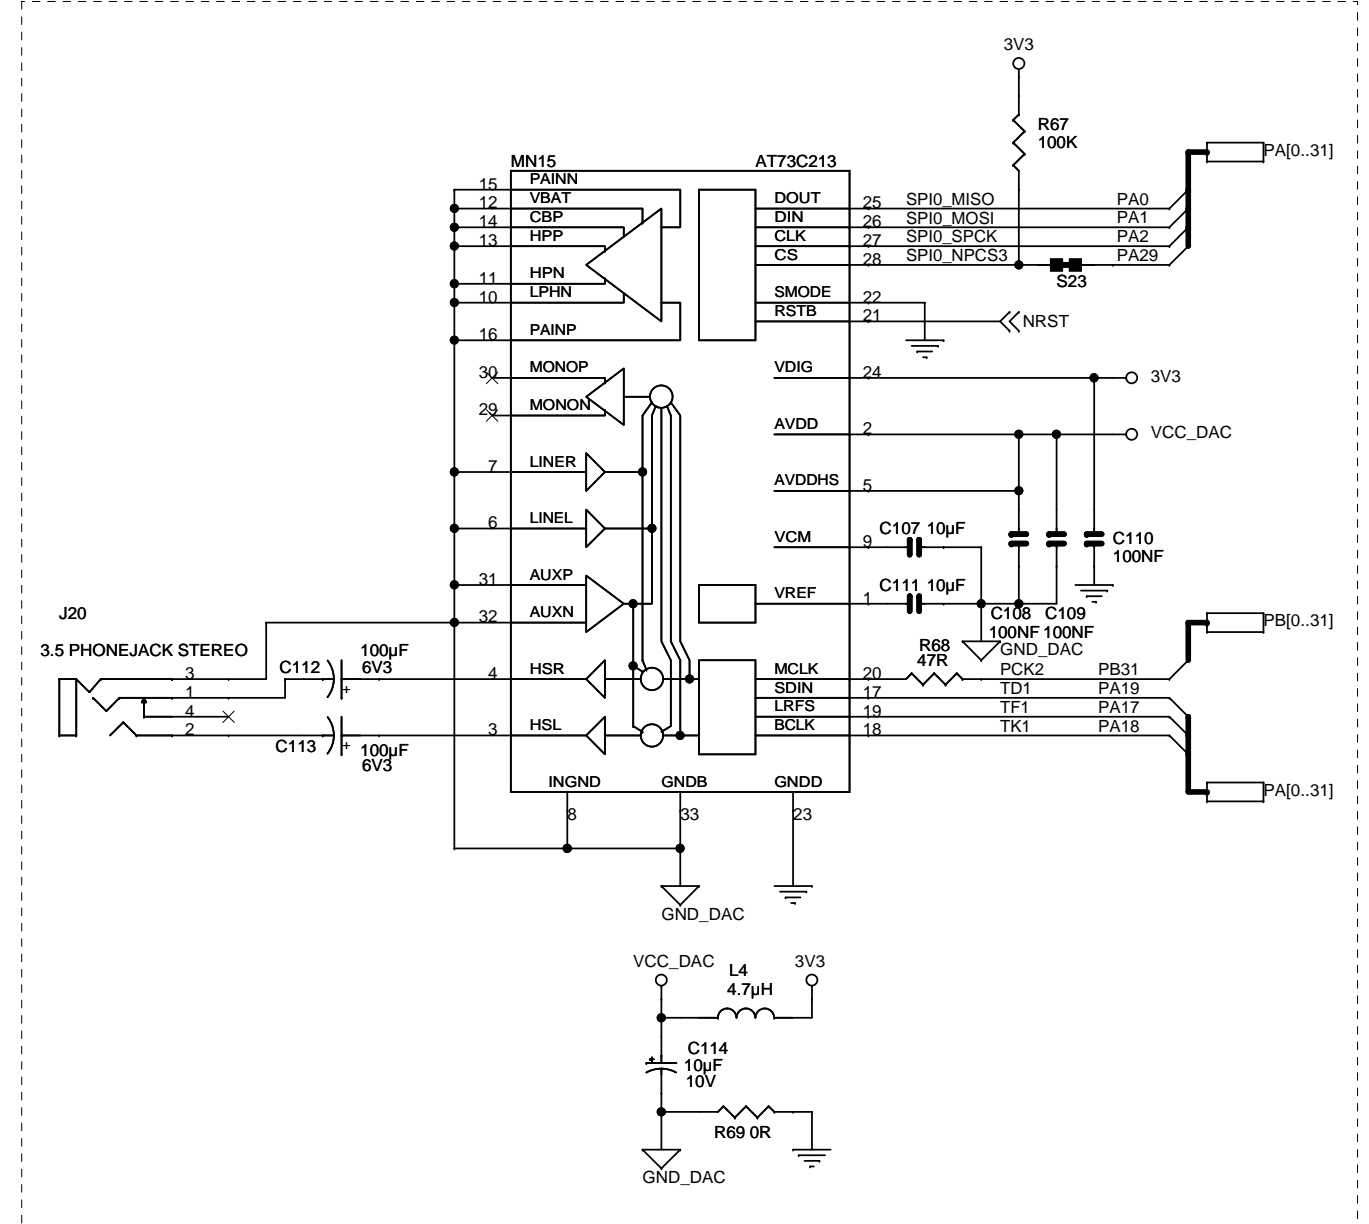 3V3
R67
100K
PA[0..31]
MN15
AT73C213
15 PAINN
12 VBAT
14 CBP
13 HPP
11 HPN
10 LPHN
16 PAINP
30 MONOP
29 MONON
7 LINER
6 LINEL
31 AUXP
32 AUXN
4 HSR
3 HSL
DOUT 25 SPI0_MISO PA0
DIN 26 SPI0_MOSI PA1
CLK 27 SPI0_SPCK PA2
CS 28 SPI0_NPCS3 PA29
S23
SMODE 22
RSTB 21 NRST
VDIG 24 3V3
AVDD 2 VCC_DAC
AVDDHS 5
VCM 9 C107 10µF
C110
100NF
VREF 1 C111 10µF
C108 C109
100NF 100NF
GND_DAC
R68
47R
PB[0..31]
MCLK 20 PCK2 PB31
SDIN 17 TD1 PA19
LRFS 19 TF1 PA17
BCLK 18 TK1 PA18
PA[0..31]
J20
3.5 PHONEJACK STEREO
3
1
4
2
C112
100µF
6V3
+
C113
100µF
6V3
+
INGND GNDB GNDD
8 33 23
GND_DAC
VCC_DAC 3V3
L4
4.7µH
+
C114
10µF
10V
R69 0R
GND_DAC